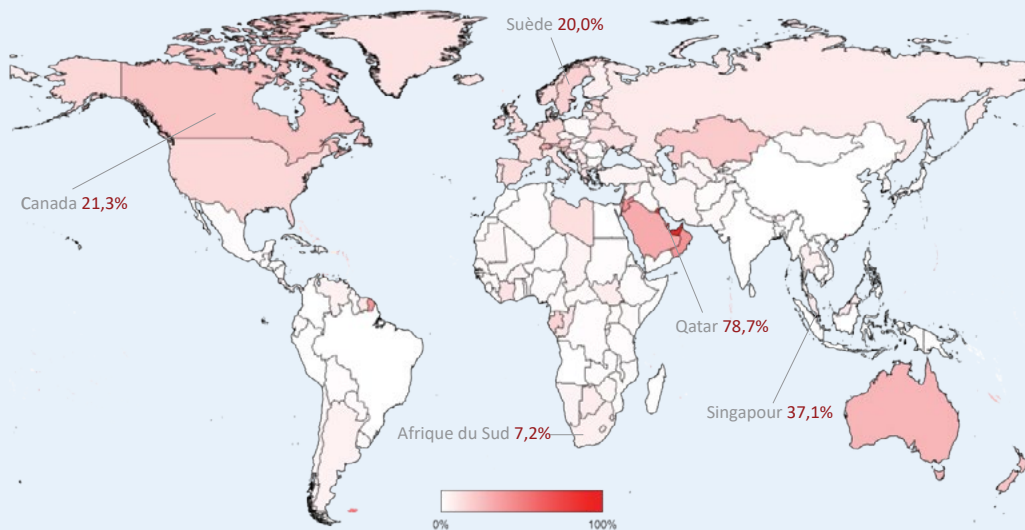 Suède 20,0%
Canada 21,3%
Qatar 78,7%
Singapour 37,1%
Afrique du Sud 7,2%
0% 100%